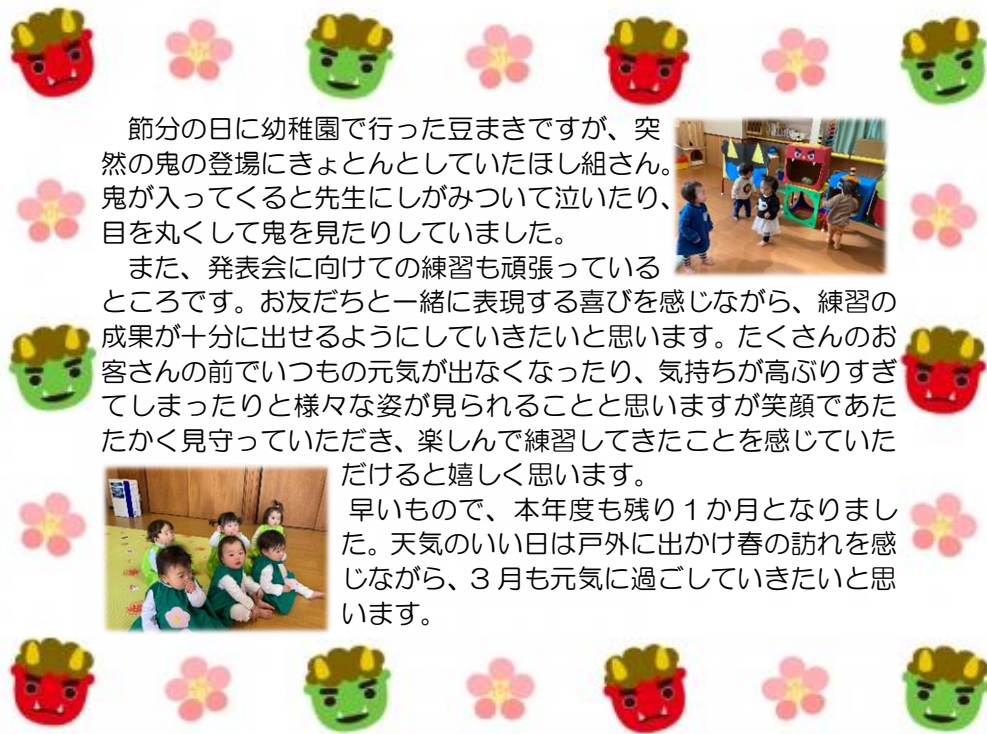 節分の日に幼稚園で行った豆まきですが、突
然の鬼の登場にきょとんとしていたほし組さん。
鬼が入ってくると先生にしがみついて泣いたり、
目を丸くして鬼を見たりしていました。
また、発表会に向けての練習も頑張っている
ところです。お友だちと一緒に表現する喜びを感じながら、練習の
成果が十分に出せるようにしていきたいと思います。たくさんのお
客さんの前でいつもの元気が出なくなったり、気持ちが高ぶりすぎ
てしまったりと様々な姿が見られることと思いますが笑顔であた
たかく見守っていただき、楽しんで練習してきたことを感じていた
だけると嬉しく思います。
早いもので、本年度も残り1か月となりまし
た。天気のいい日は戸外に出かけ春の訪れを感
じながら、3月も元気に過ごしていきたいと思
います。